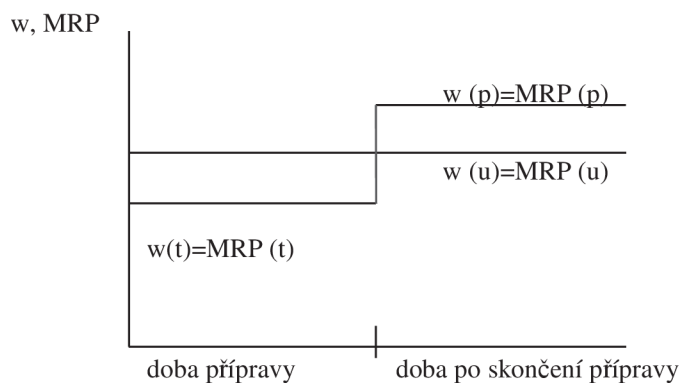 w, MRP
w (p)=MRP (p)
w (u)=MRP (u)
w(t)=MRP (t)
doba přípravy
doba po skončení přípravy